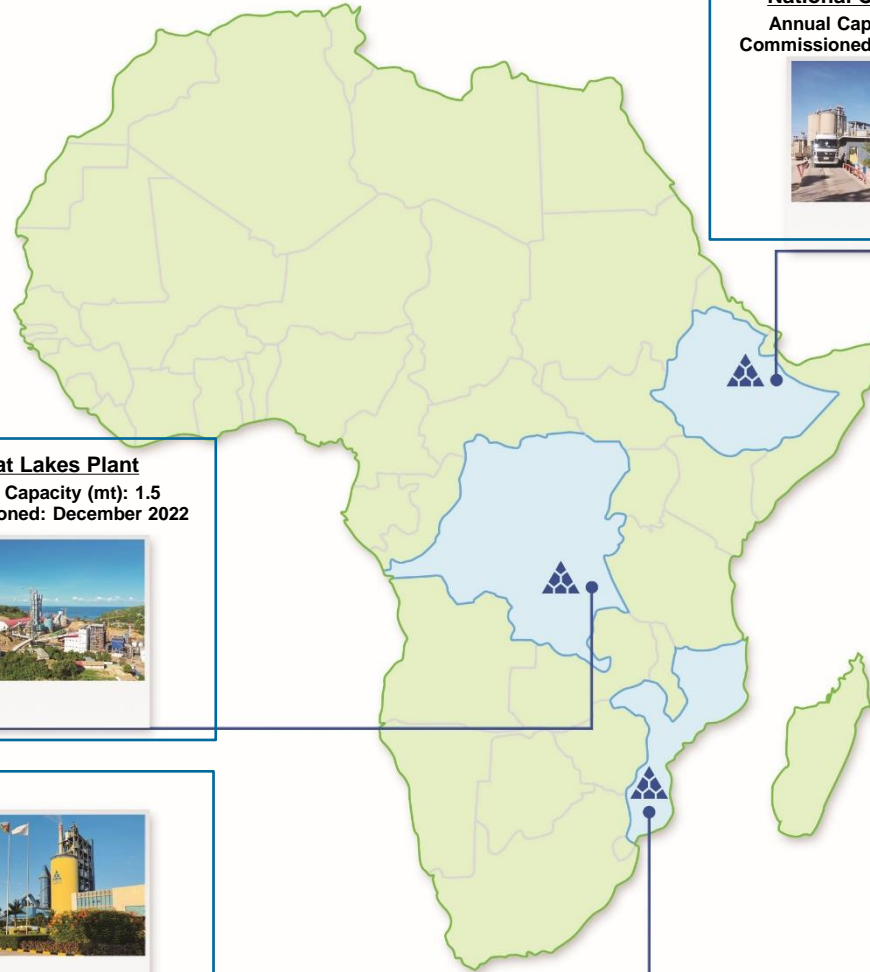 National
Annual Cap
Commissioned
at Lakes Plant
Capacity (mt): 1.5
oned: December 2022